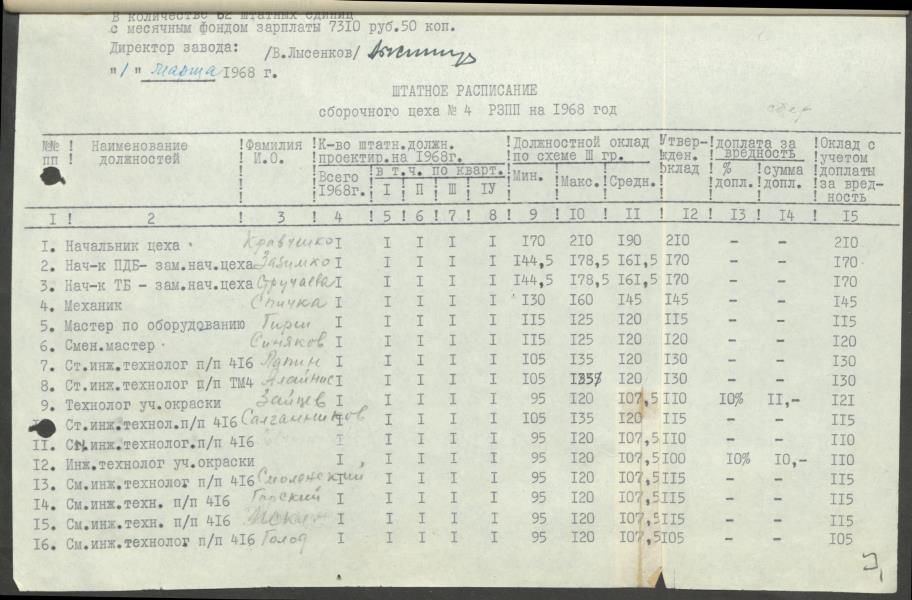 В количестве 62 штатных единиц
с месячным фондом зарплаты 7310 руб.50 коп.
Директор завода: /В.Лысенков/
"1" марта 1968 г.
ШТАТНОЕ РАСПИСАНИЕ
сборочного цеха № 4 РЗПП на 1968 год
№№ пп ! Наименование должностей ! Фамилия И.О. ! К-во штатн.должн. проектир.на 1968г. ! Должностной оклад по схеме Ш гр. ! Утвержден. оклад ! доплата за вредность ! Оклад с учетом доплаты за вредность
Всего 1968г. ! в т.ч. по кварт. ! Мин. ! Макс. ! Средн. ! % допл. ! сумма допл.
I ! П ! Ш ! IУ
I ! 2 ! 3 ! 4 ! 5 ! 6 ! 7 ! 8 ! 9 ! I0 ! II ! I2 ! I3 ! I4 ! I5
I. Начальник цеха Кравченко I I I I I I70 2I0 I90 2I0 - - 2I0
2. Нач-к ПДБ- зам.нач.цеха I I I I I I44,5 I78,5 I6I,5 I70 - - I70
3. Нач-к ТБ - зам.нач.цеха Стручаева I I I I I I44,5 I78,5 I6I,5 I70 - - I70
4. Механик Спичка I I I I I I30 I60 I45 I45 - - I45
5. Мастер по оборудованию I I I I I II5 I25 I20 II5 - - II5
6. Смен.мастер Синяков I I I I I II5 I25 I20 I20 - - I20
7. Ст.инж.технолог п/п 4I6 Лапин I I I I I I05 I35 I20 I30 - - I30
8. Ст.инж.технолог п/п ТМ4 I I I I I I05 I35 I20 I30 - - I30
9. Технолог уч.окраски Зайцев I I I I I 95 I20 I07,5 II0 I0% II,- I2I
Ст.инж.технол.п/п 4I6 Салганников I I I I I I05 I35 I20 II5 - - II5
II. См.инж.технолог.п/п 4I6 I I I I I 95 I20 I07,5 II0 - - II0
I2. Инж.технолог уч.окраски I I I I I 95 I20 I07,5 I00 I0% I0,- II0
I3. См.инж.технолог п/п 4I6 Смоленский I I I I I 95 I20 I07,5 II5 - - II5
I4. См.инж.техн. п/п 4I6 Горский I I I I I 95 I20 I07,5 II5 - - II5
I5. См.инж.техн. п/п 4I6 I I I I I 95 I20 I07,5 II5 - - II5
I6. См.инж.технолог п/п 4I6 Голод I I I I I 95 I20 I07,5 I05 - - I05